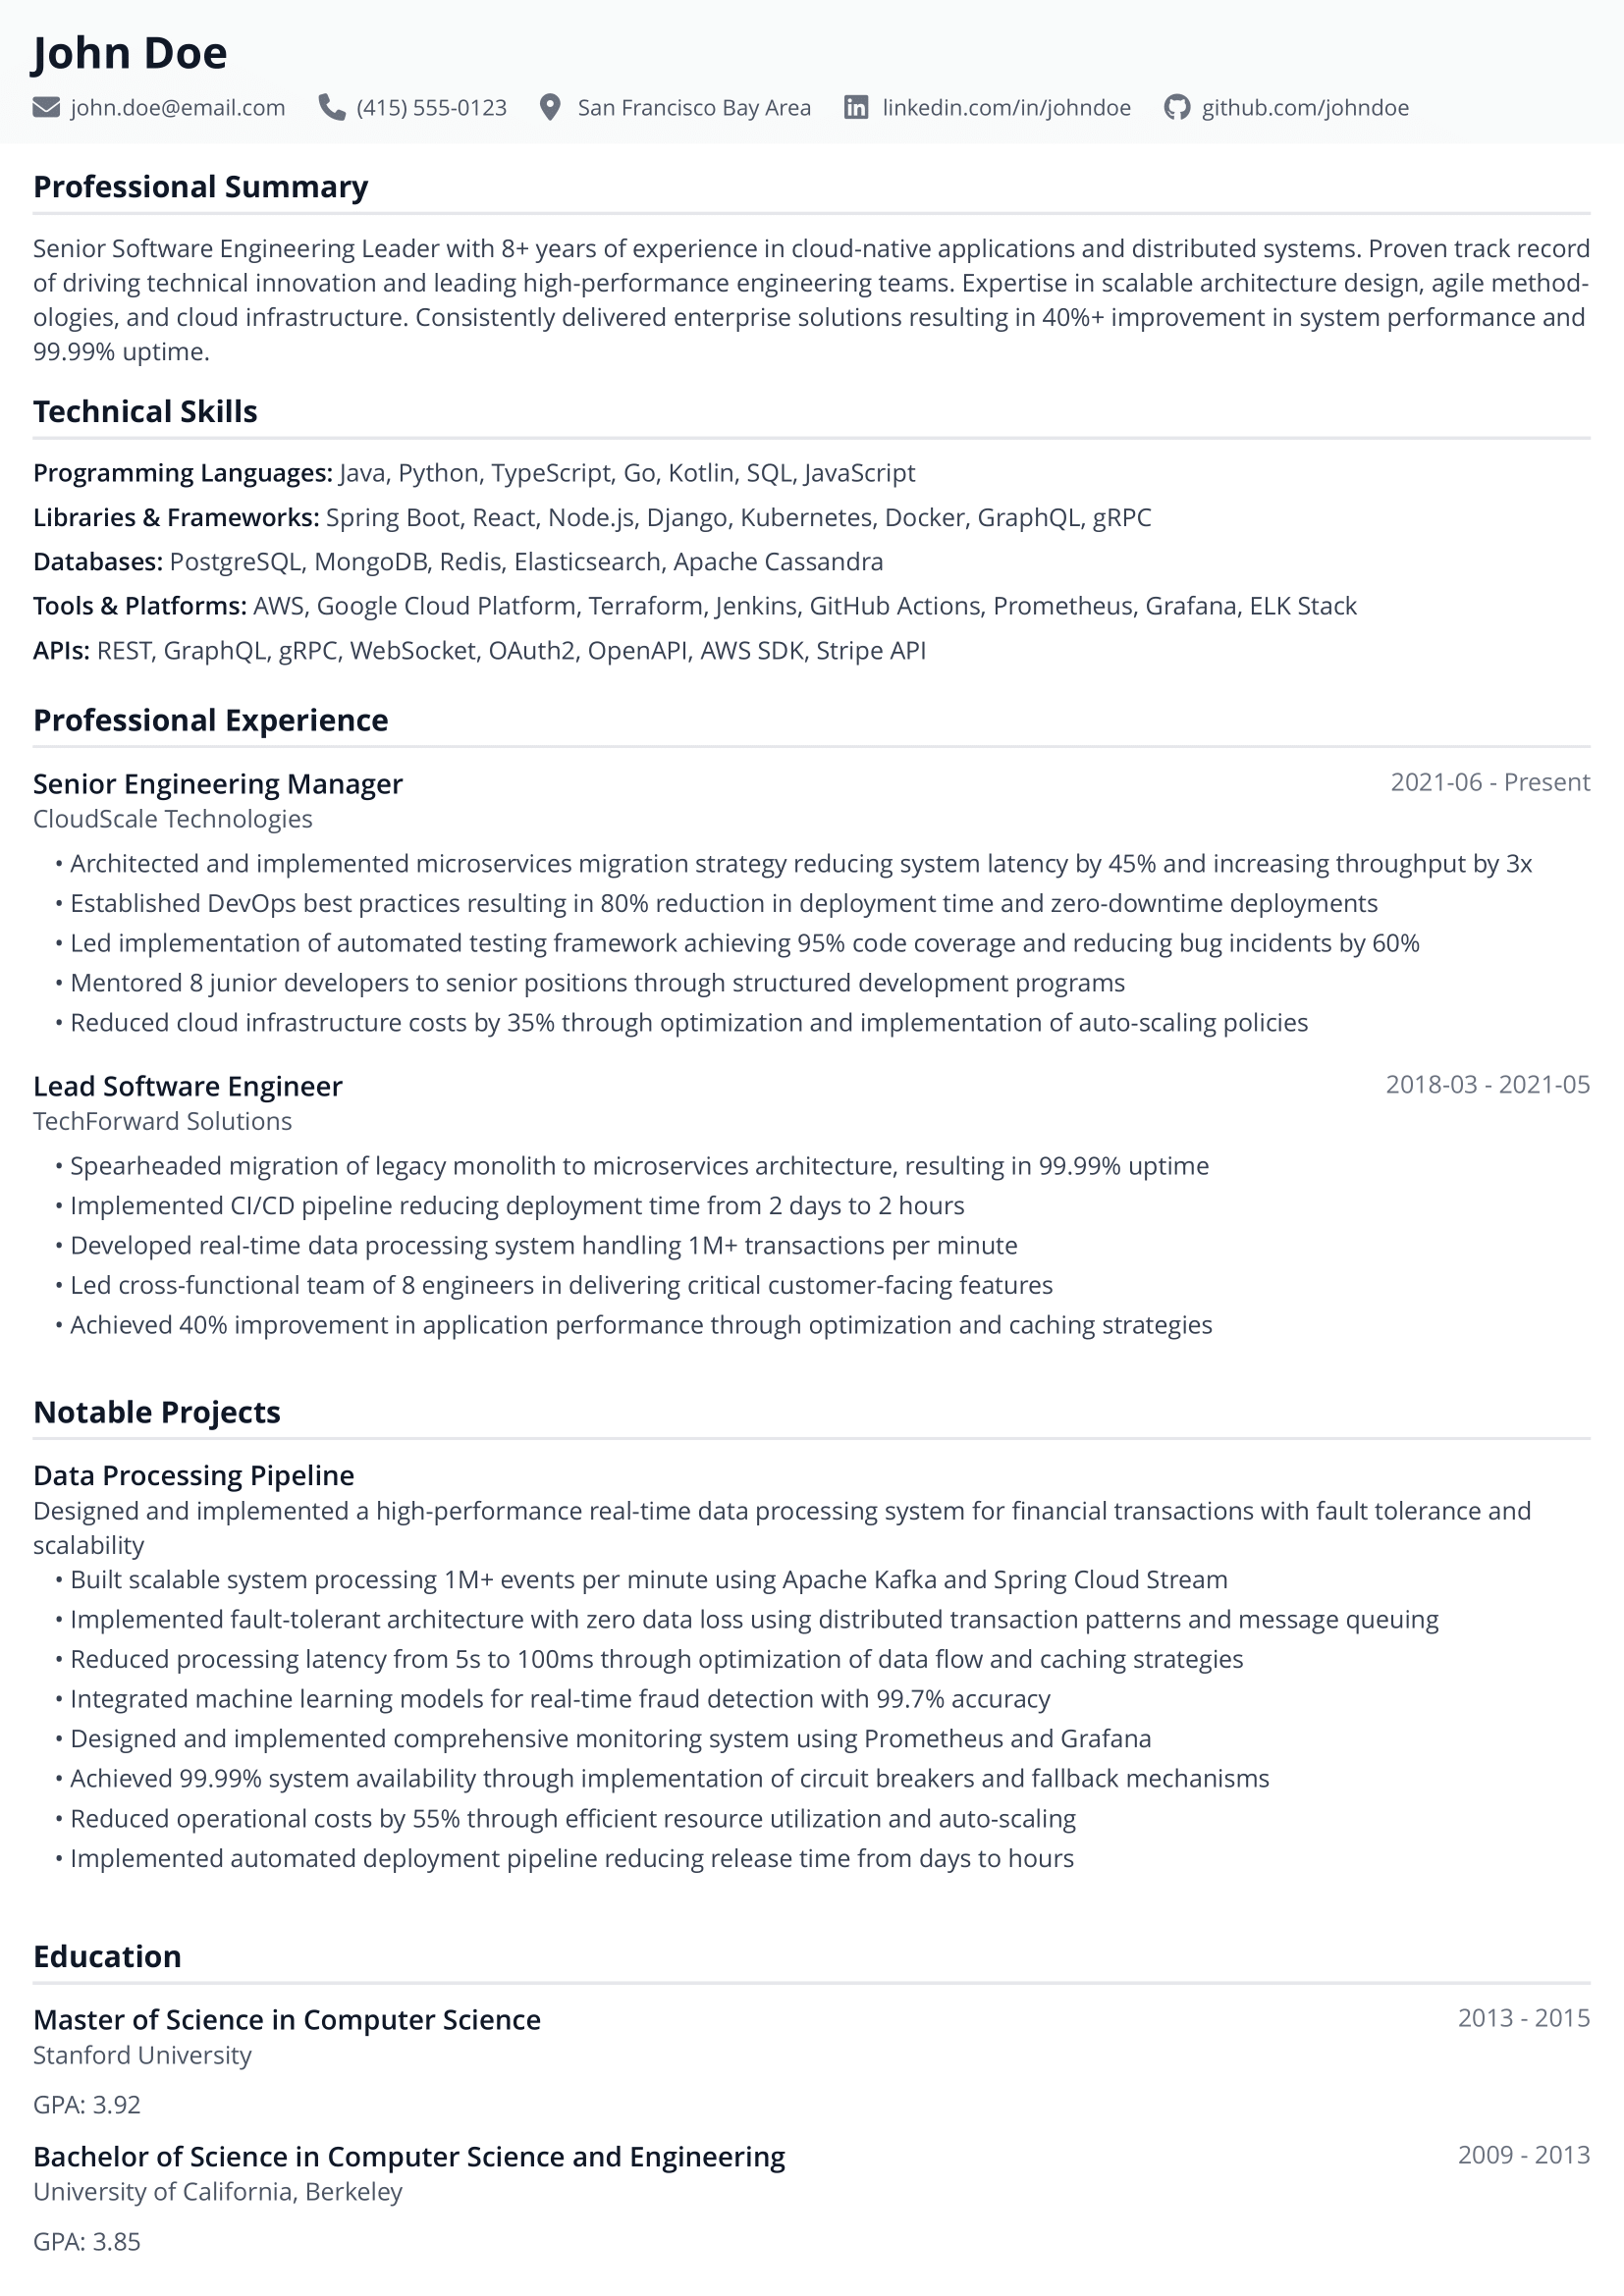 John Doe
john.doe@email.com (415) 555-0123 San Francisco Bay Area linkedin.com/in/johndoe github.com/johndoe
Professional Summary
Senior Software Engineering Leader with 8+ years of experience in cloud-native applications and distributed systems. Proven track record
of driving technical innovation and leading high-performance engineering teams. Expertise in scalable architecture design, agile method-
ologies, and cloud infrastructure. Consistently delivered enterprise solutions resulting in 40%+ improvement in system performance and
99.99% uptime.
Technical Skills
Programming Languages: Java, Python, TypeScript, Go, Kotlin, SQL, JavaScript
Libraries & Frameworks: Spring Boot, React, Node.js, Django, Kubernetes, Docker, GraphQL, gRPC
Databases: PostgreSQL, MongoDB, Redis, Elasticsearch, Apache Cassandra
Tools & Platforms: AWS, Google Cloud Platform, Terraform, Jenkins, GitHub Actions, Prometheus, Grafana, ELK Stack
APIs: REST, GraphQL, gRPC, WebSocket, OAuth2, OpenAPI, AWS SDK, Stripe API
Professional Experience
Senior Engineering Manager 2021-06 - Present
CloudScale Technologies
• Architected and implemented microservices migration strategy reducing system latency by 45% and increasing throughput by 3x
• Established DevOps best practices resulting in 80% reduction in deployment time and zero-downtime deployments
• Led implementation of automated testing framework achieving 95% code coverage and reducing bug incidents by 60%
• Mentored 8 junior developers to senior positions through structured development programs
• Reduced cloud infrastructure costs by 35% through optimization and implementation of auto-scaling policies
Lead Software Engineer 2018-03 - 2021-05
TechForward Solutions
• Spearheaded migration of legacy monolith to microservices architecture, resulting in 99.99% uptime
• Implemented CI/CD pipeline reducing deployment time from 2 days to 2 hours
• Developed real-time data processing system handling 1M+ transactions per minute
• Led cross-functional team of 8 engineers in delivering critical customer-facing features
• Achieved 40% improvement in application performance through optimization and caching strategies
Notable Projects
Data Processing Pipeline
Designed and implemented a high-performance real-time data processing system for financial transactions with fault tolerance and
scalability
• Built scalable system processing 1M+ events per minute using Apache Kafka and Spring Cloud Stream
• Implemented fault-tolerant architecture with zero data loss using distributed transaction patterns and message queuing
• Reduced processing latency from 5s to 100ms through optimization of data flow and caching strategies
• Integrated machine learning models for real-time fraud detection with 99.7% accuracy
• Designed and implemented comprehensive monitoring system using Prometheus and Grafana
• Achieved 99.99% system availability through implementation of circuit breakers and fallback mechanisms
• Reduced operational costs by 55% through efficient resource utilization and auto-scaling
• Implemented automated deployment pipeline reducing release time from days to hours
Education
Master of Science in Computer Science 2013 - 2015
Stanford University
GPA: 3.92
Bachelor of Science in Computer Science and Engineering 2009 - 2013
University of California, Berkeley
GPA: 3.85